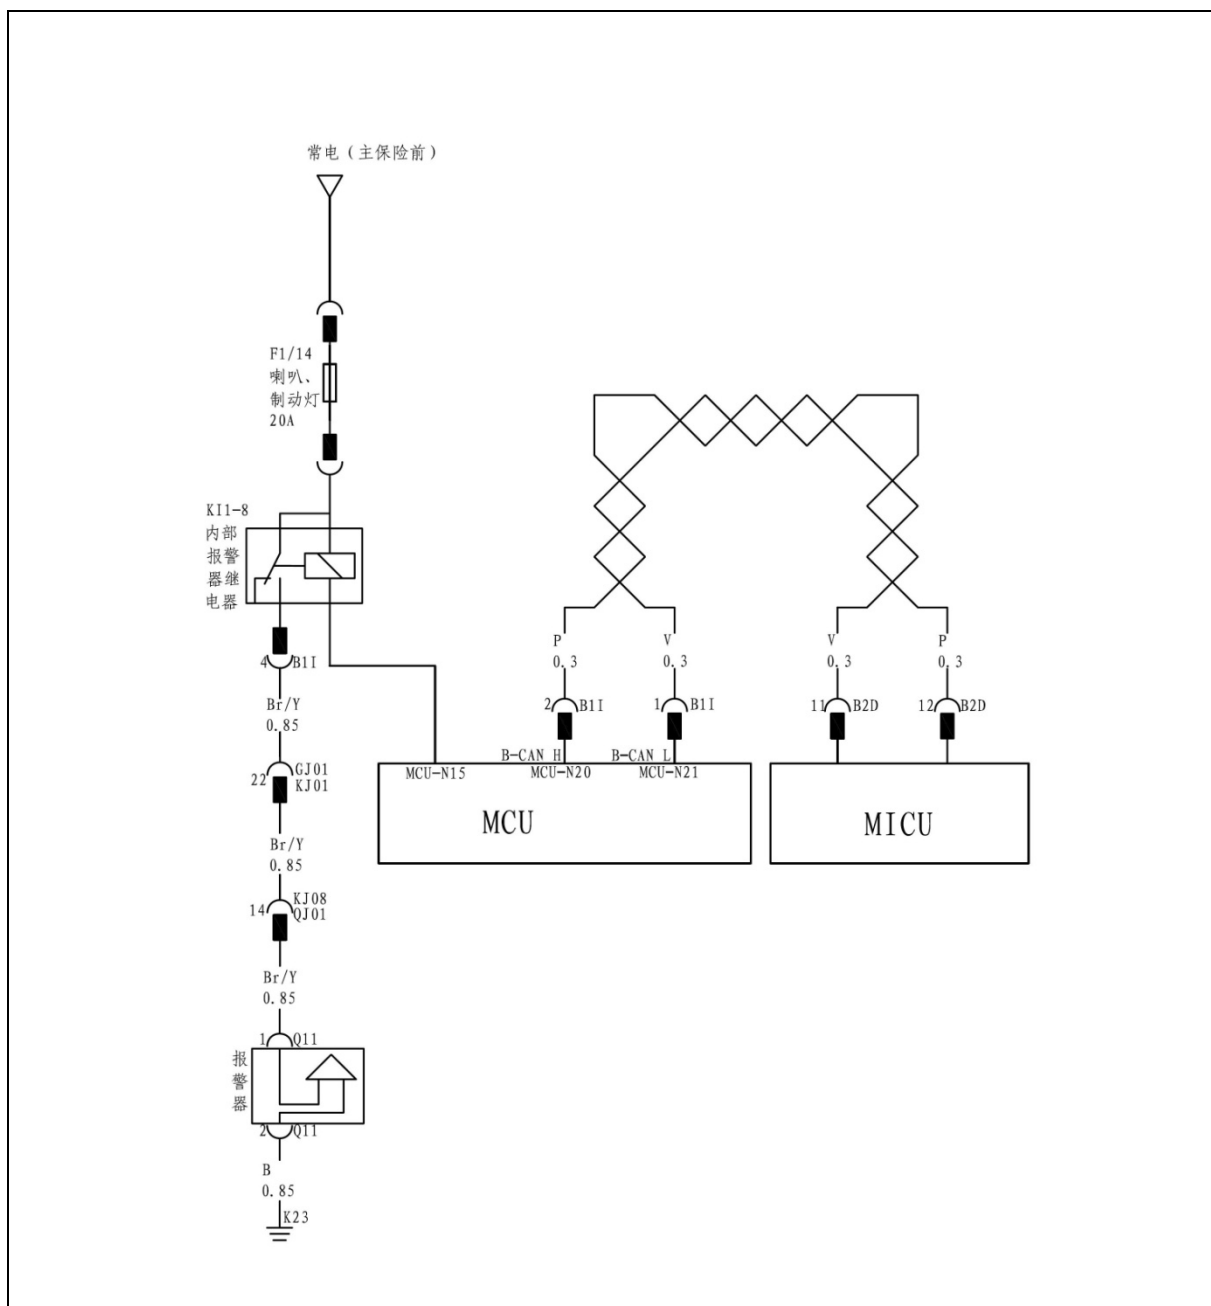 常电（主保险前）
F1/14
喇叭、
制动灯
20A
KI1-8
内部
报警
器继
电器
4 B1I
Br/Y
0.85
22 GJ01
KJ01
Br/Y
0.85
14 KJ08
QJ01
Br/Y
0.85
1 Q11
报
警
器
2 Q11
B
0.85
K23
P
0.3
V
0.3
V
0.3
P
0.3
2 B1I
1 B1I
11 B2D
12 B2D
B-CAN H
B-CAN L
MCU-N15
MCU-N20
MCU-N21
MCU
MICU